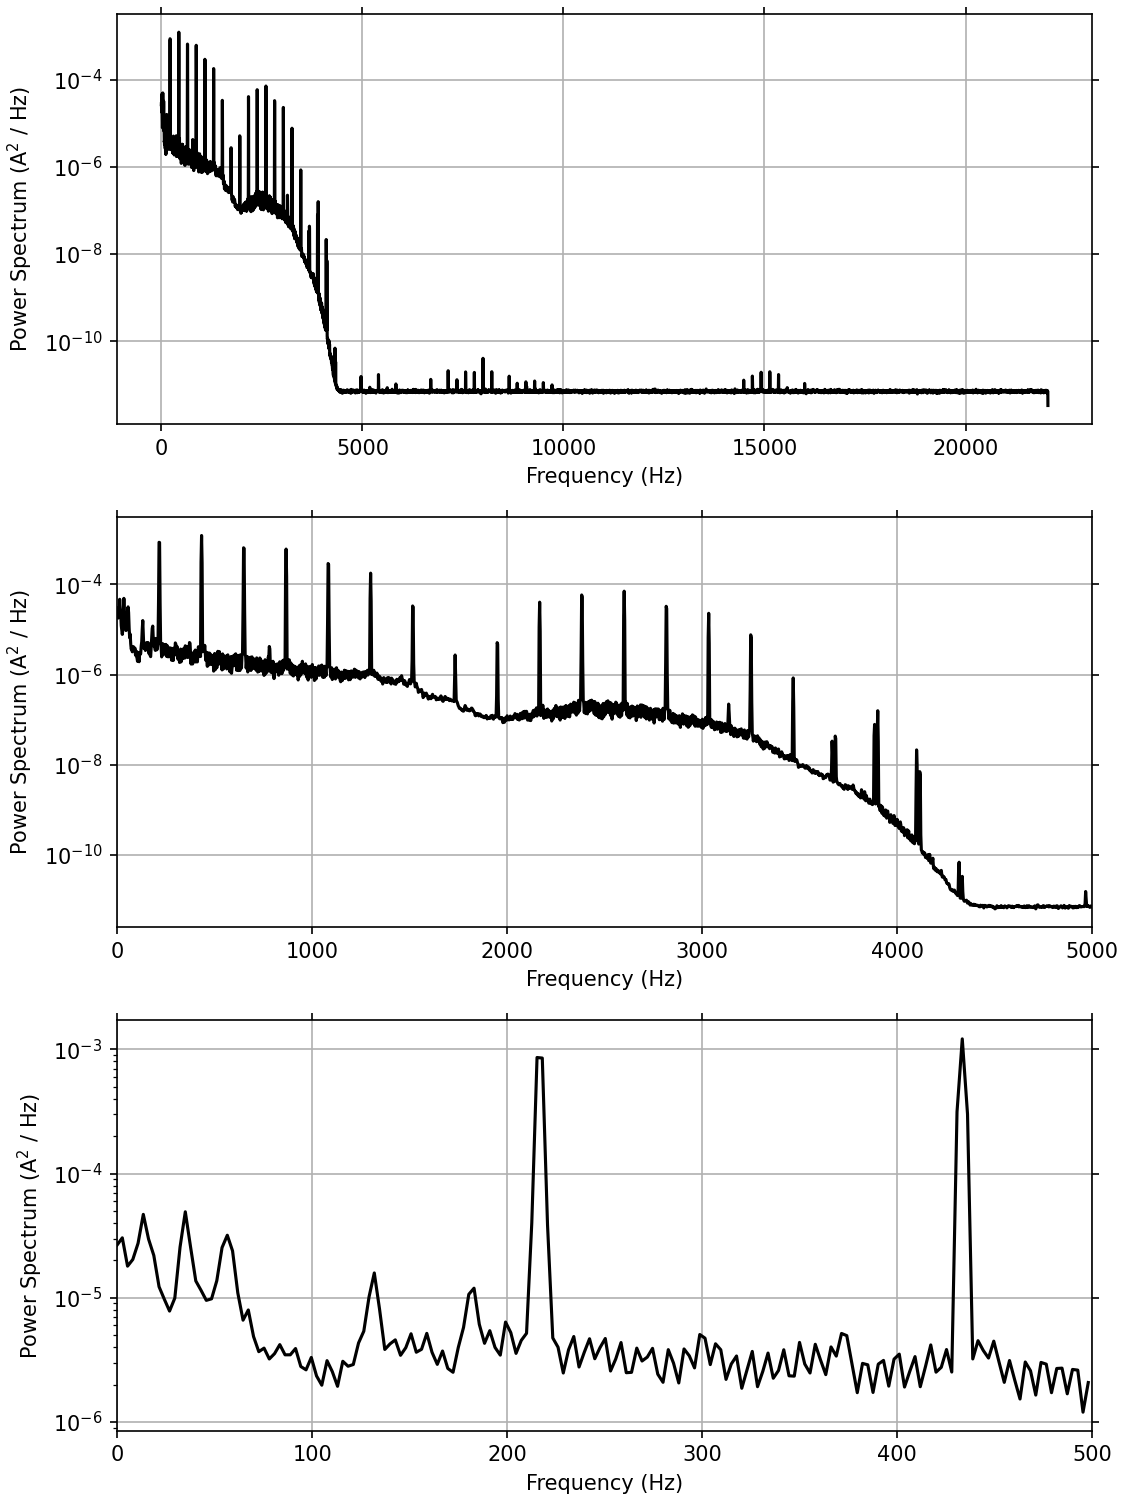 Power Spectrum (A² / Hz)
10⁻⁴
10⁻⁶
10⁻⁸
10⁻¹⁰
0 5000 10000 15000 20000
Frequency (Hz)
Power Spectrum (A² / Hz)
10⁻⁴
10⁻⁶
10⁻⁸
10⁻¹⁰
0 1000 2000 3000 4000 5000
Frequency (Hz)
Power Spectrum (A² / Hz)
10⁻³
10⁻⁴
10⁻⁵
10⁻⁶
0 100 200 300 400 500
Frequency (Hz)